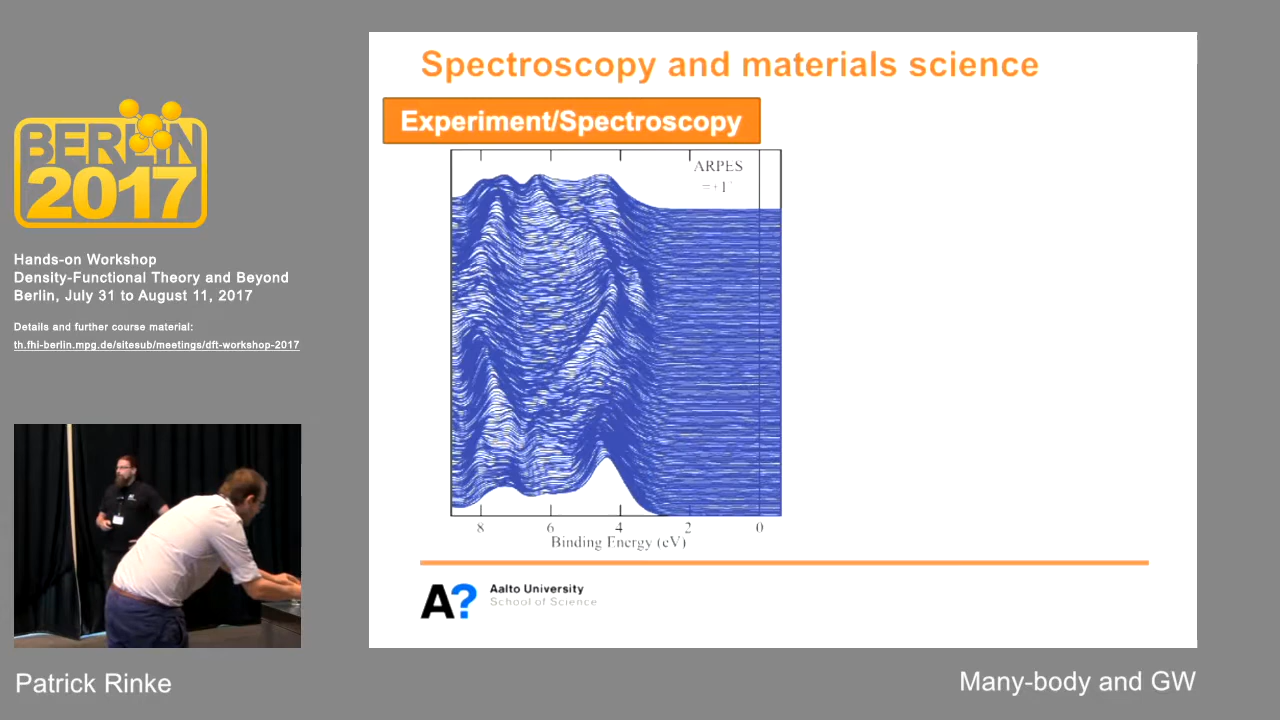 BERLIN
2017
Hands-on Workshop
Density-Functional Theory and Beyond
Berlin, July 31 to August 11, 2017
Details and further course material:
th.fhi-berlin.mpg.de/sitesub/meetings/dft-workshop-2017
Patrick Rinke
Spectroscopy and materials science
Experiment/Spectroscopy
ARPES
8 6 4 2 0
Binding Energy (eV)
A?
Aalto University
School of Science
Many-body and GW